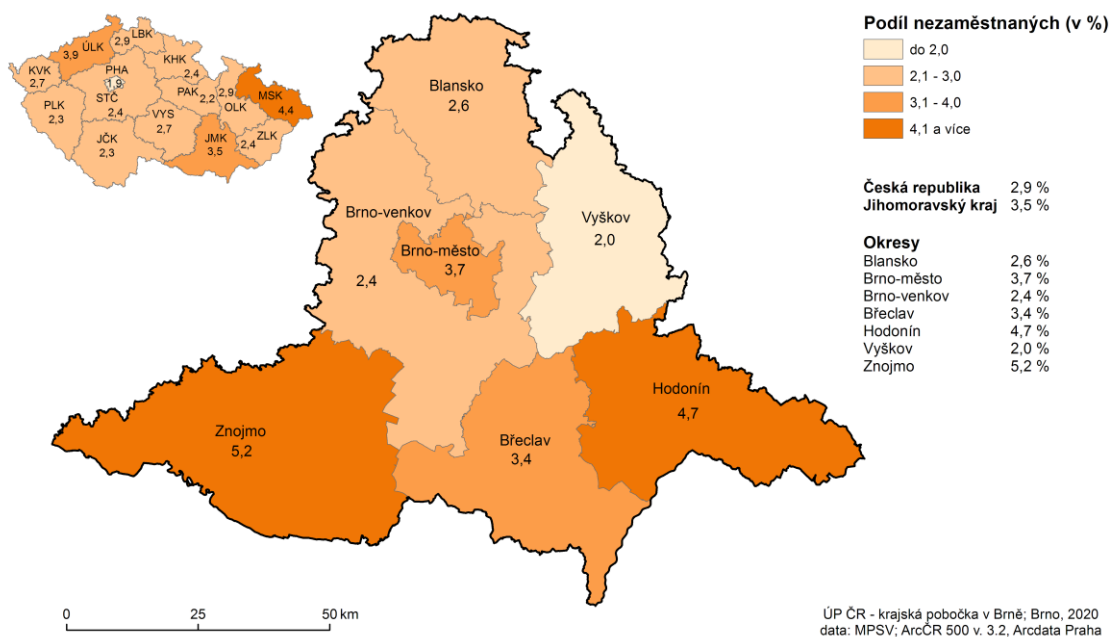 ÚLK
3,9
LBK
2,9
KVK
2,7
PHA
1,9
KHK
2,4
STČ
2,4
PAK
2,2
2,9
OLK
MSK
4,4
PLK
2,3
VYS
2,7
JMK
3,5
ZLK
2,4
JČK
2,3
Blansko
2,6
Brno-venkov
2,4
Brno-město
3,7
Vyškov
2,0
Znojmo
5,2
Břeclav
3,4
Hodonín
4,7
Podíl nezaměstnaných (v %)
do 2,0
2,1 - 3,0
3,1 - 4,0
4,1 a více
Česká republika 2,9 %
Jihomoravský kraj 3,5 %
Okresy
Blansko 2,6 %
Brno-město 3,7 %
Brno-venkov 2,4 %
Břeclav 3,4 %
Hodonín 4,7 %
Vyškov 2,0 %
Znojmo 5,2 %
0 25 50 km
ÚP ČR - krajská pobočka v Brně; Brno, 2020
data: MPSV; ArcČR 500 v. 3.2, Arcdata Praha